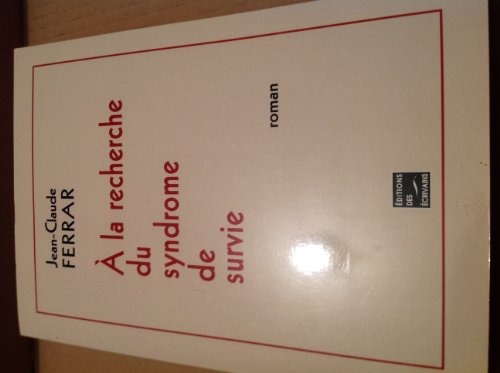 Jean-Claude
FERRAR
À la recherche
du
syndrome
de
survie
roman
ÉDITIONS
DES
ÉCRIVAINS